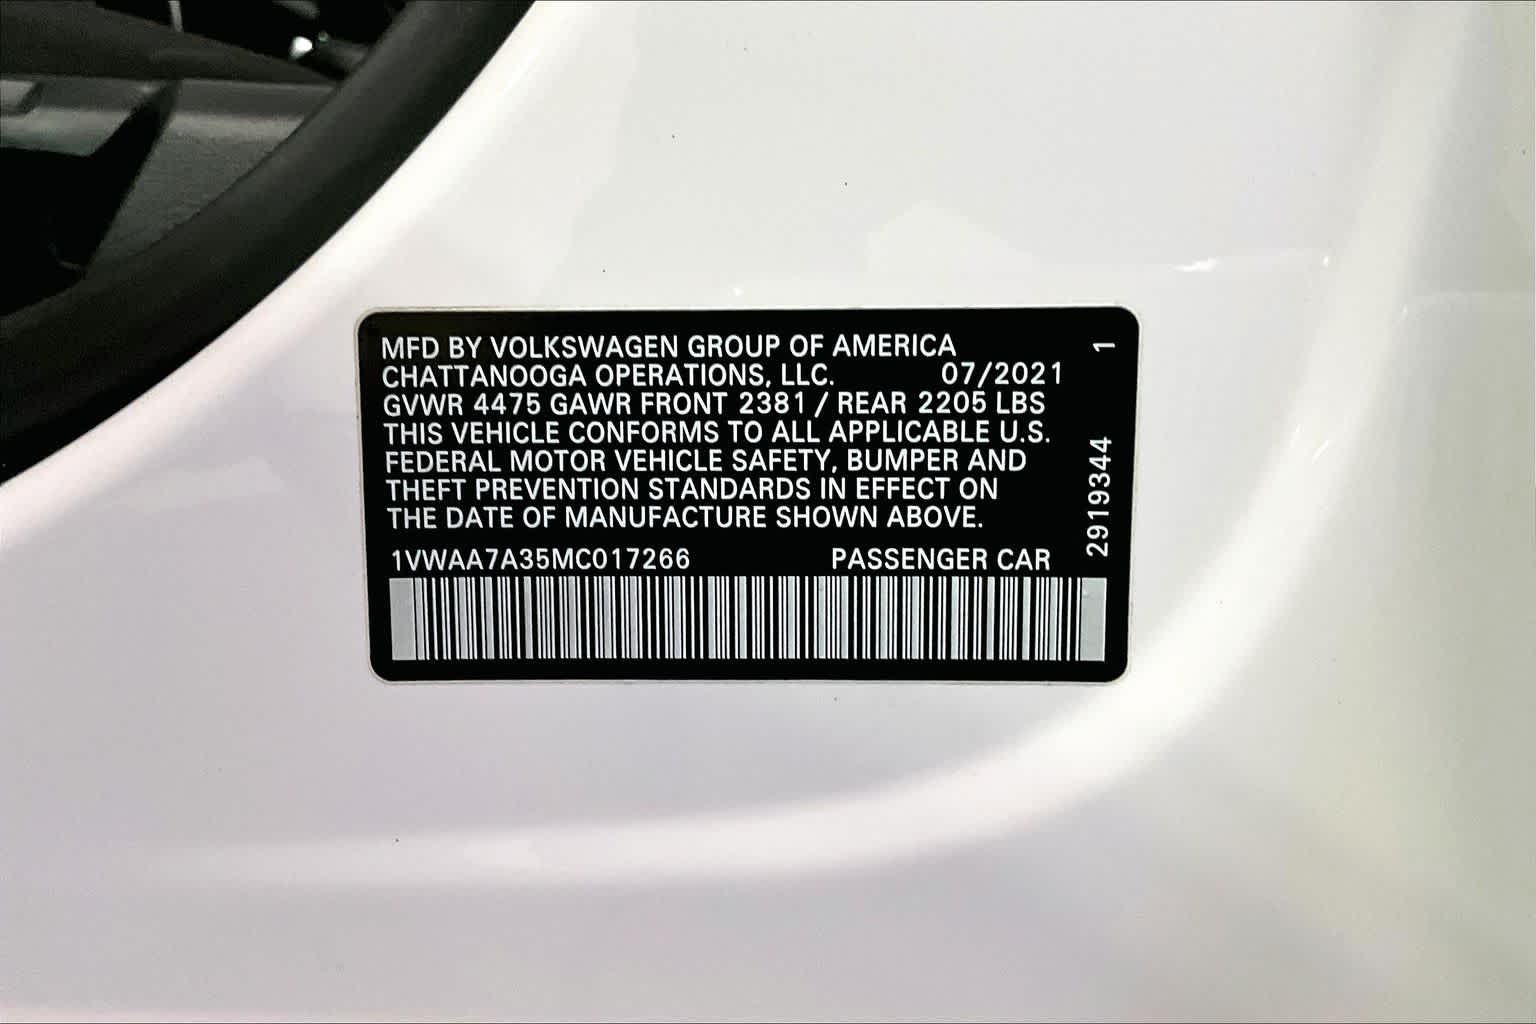 MFD BY VOLKSWAGEN GROUP OF AMERICA
CHATTANOOGA OPERATIONS, LLC. 07/2021
GVWR 4475 GAWR FRONT 2381 / REAR 2205 LBS
THIS VEHICLE CONFORMS TO ALL APPLICABLE U.S.
FEDERAL MOTOR VEHICLE SAFETY, BUMPER AND
THEFT PREVENTION STANDARDS IN EFFECT ON
THE DATE OF MANUFACTURE SHOWN ABOVE.
1VWAA7A35MC017266 PASSENGER CAR
2919344 1